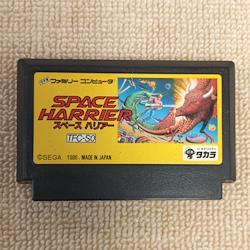 ファミリーコンピュータ
SPACE
HARRIER
スペース ハリアー
TFC-SO
©SEGA 1986. MADE IN JAPAN
タカラ